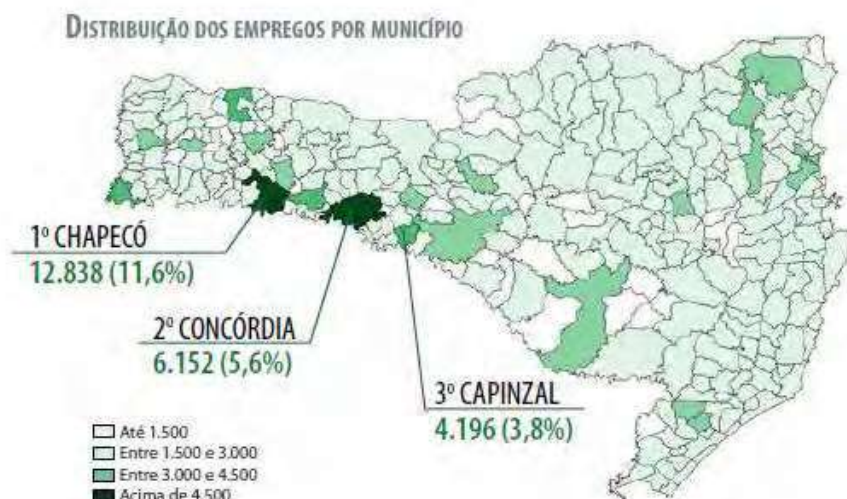 DISTRIBUIÇÃO DOS EMPREGOS POR MUNICÍPIO
1º CHAPECÓ
12.838 (11,6%)
2º CONCÓRDIA
6.152 (5,6%)
3º CAPINZAL
4.196 (3,8%)
Até 1.500
Entre 1.500 e 3.000
Entre 3.000 e 4.500
Acima de 4.500